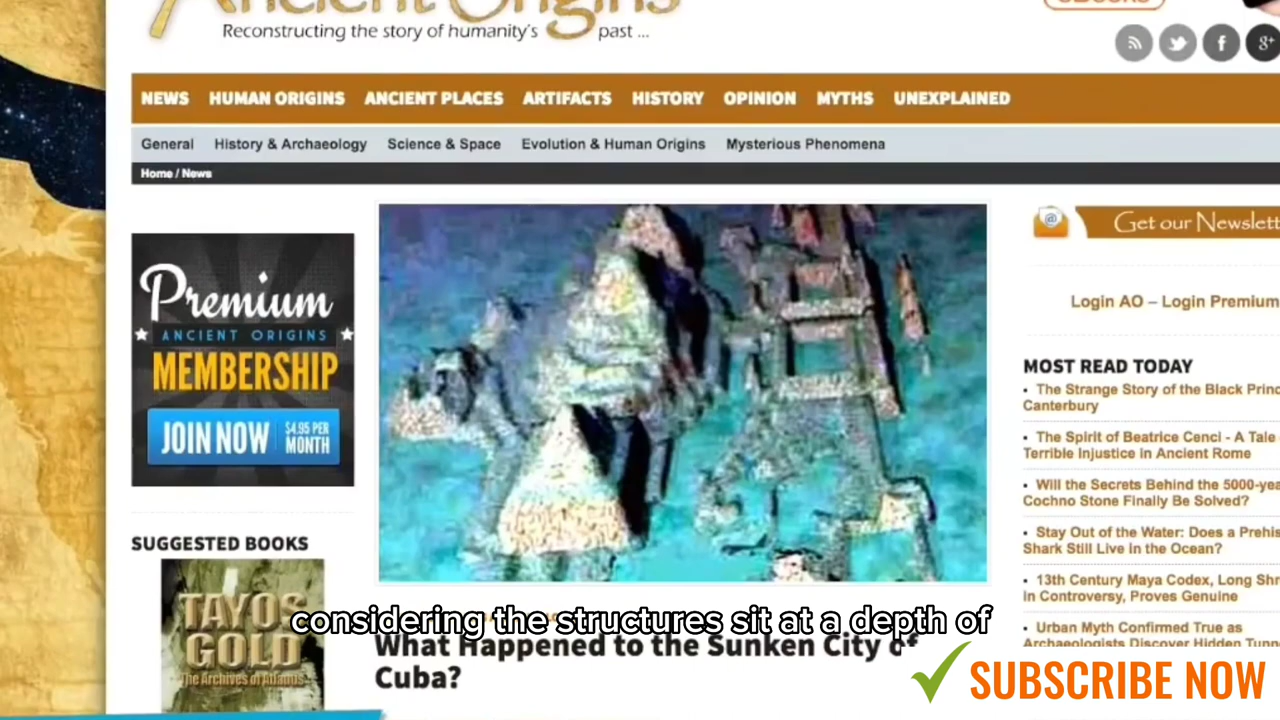 Ancient Origins
Reconstructing the story of humanity's past ...
NEWS HUMAN ORIGINS ANCIENT PLACES ARTIFACTS HISTORY OPINION MYTHS UNEXPLAINED
General History & Archaeology Science & Space Evolution & Human Origins Mysterious Phenomena
Home / News
Premium
ANCIENT ORIGINS
MEMBERSHIP
JOIN NOW
$4.95 PER
MONTH
SUGGESTED BOOKS
TAYOS
GOLD
The Archives of Atlantis
considering the structures sit at a depth of
What Happened to the Sunken City of
Cuba?
Get our Newslett
Login AO – Login Premium
MOST READ TODAY
The Strange Story of the Black Princ
Canterbury
The Spirit of Beatrice Cenci - A Tale
Terrible Injustice in Ancient Rome
Will the Secrets Behind the 5000-yea
Cochno Stone Finally Be Solved?
Stay Out of the Water: Does a Prehis
Shark Still Live in the Ocean?
13th Century Maya Codex, Long Shr
in Controversy, Proves Genuine
Urban Myth Confirmed True as
Archaeologists Discover Hidden Tunn
SUBSCRIBE NOW